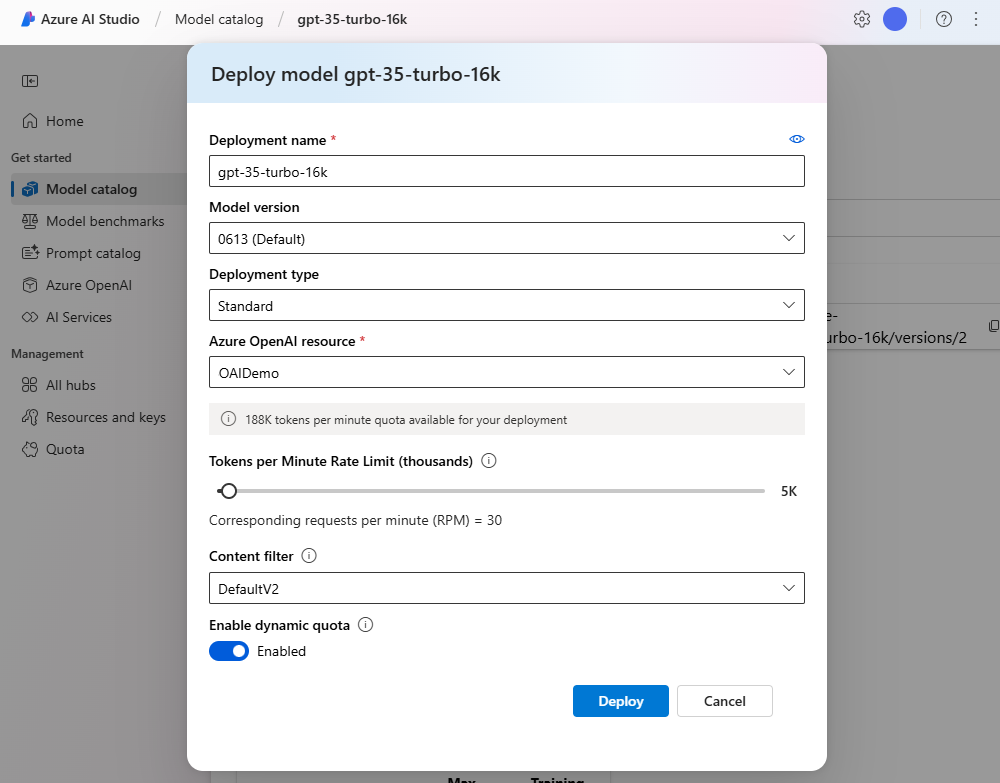 Azure AI Studio / Model catalog / gpt-35-turbo-16k
Home
Get started
Model catalog
Model benchmarks
Prompt catalog
Azure OpenAI
AI Services
Management
All hubs
Resources and keys
Quota
Deploy model gpt-35-turbo-16k
Deployment name *
gpt-35-turbo-16k
Model version
0613 (Default)
Deployment type
Standard
Azure OpenAI resource *
OAIDemo
188K tokens per minute quota available for your deployment
Tokens per Minute Rate Limit (thousands)
5K
Corresponding requests per minute (RPM) = 30
Content filter
DefaultV2
Enable dynamic quota
Enabled
Deploy
Cancel
e-
urbo-16k/versions/2
Max Training